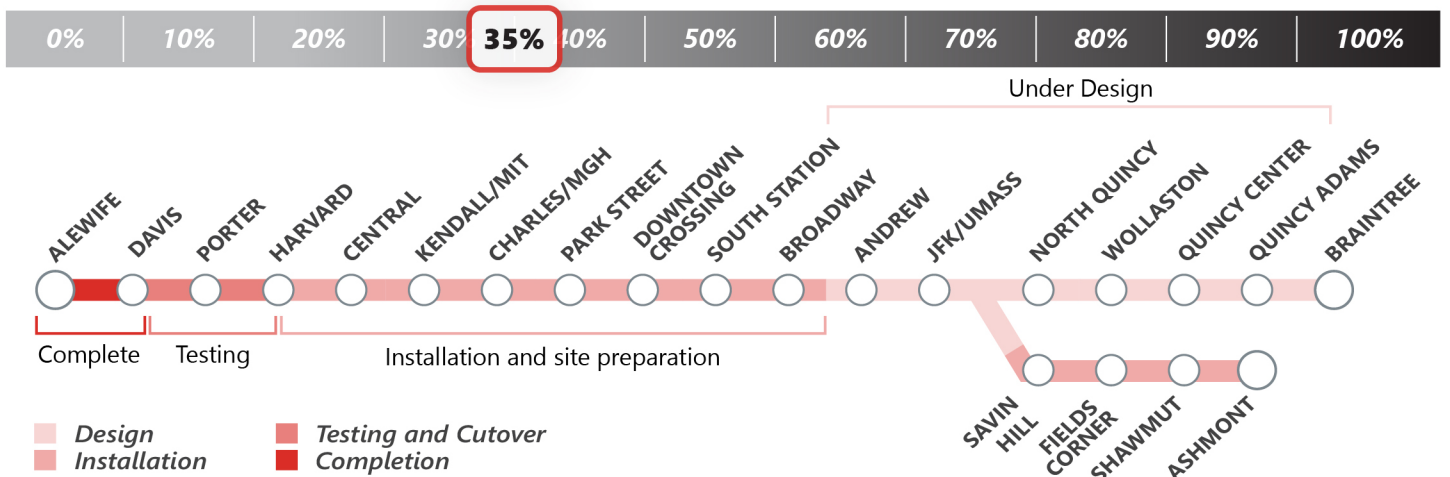 0% 10% 20% 30% 35% 40% 50% 60% 70% 80% 90% 100%
Under Design
ALEWIFE
DAVIS
PORTER
HARVARD
CENTRAL
KENDALL/MIT
CHARLES/MGH
PARK STREET
DOWNTOWN
CROSSING
SOUTH STATION
BROADWAY
ANDREW
JFK/UMASS
NORTH QUINCY
WOLLASTON
QUINCY CENTER
QUINCY ADAMS
BRAINTREE
Complete
Testing
Installation and site preparation
SAVIN
HILL
FIELDS
CORNER
SHAWMUT
ASHMONT
Design
Installation
Testing and Cutover
Completion